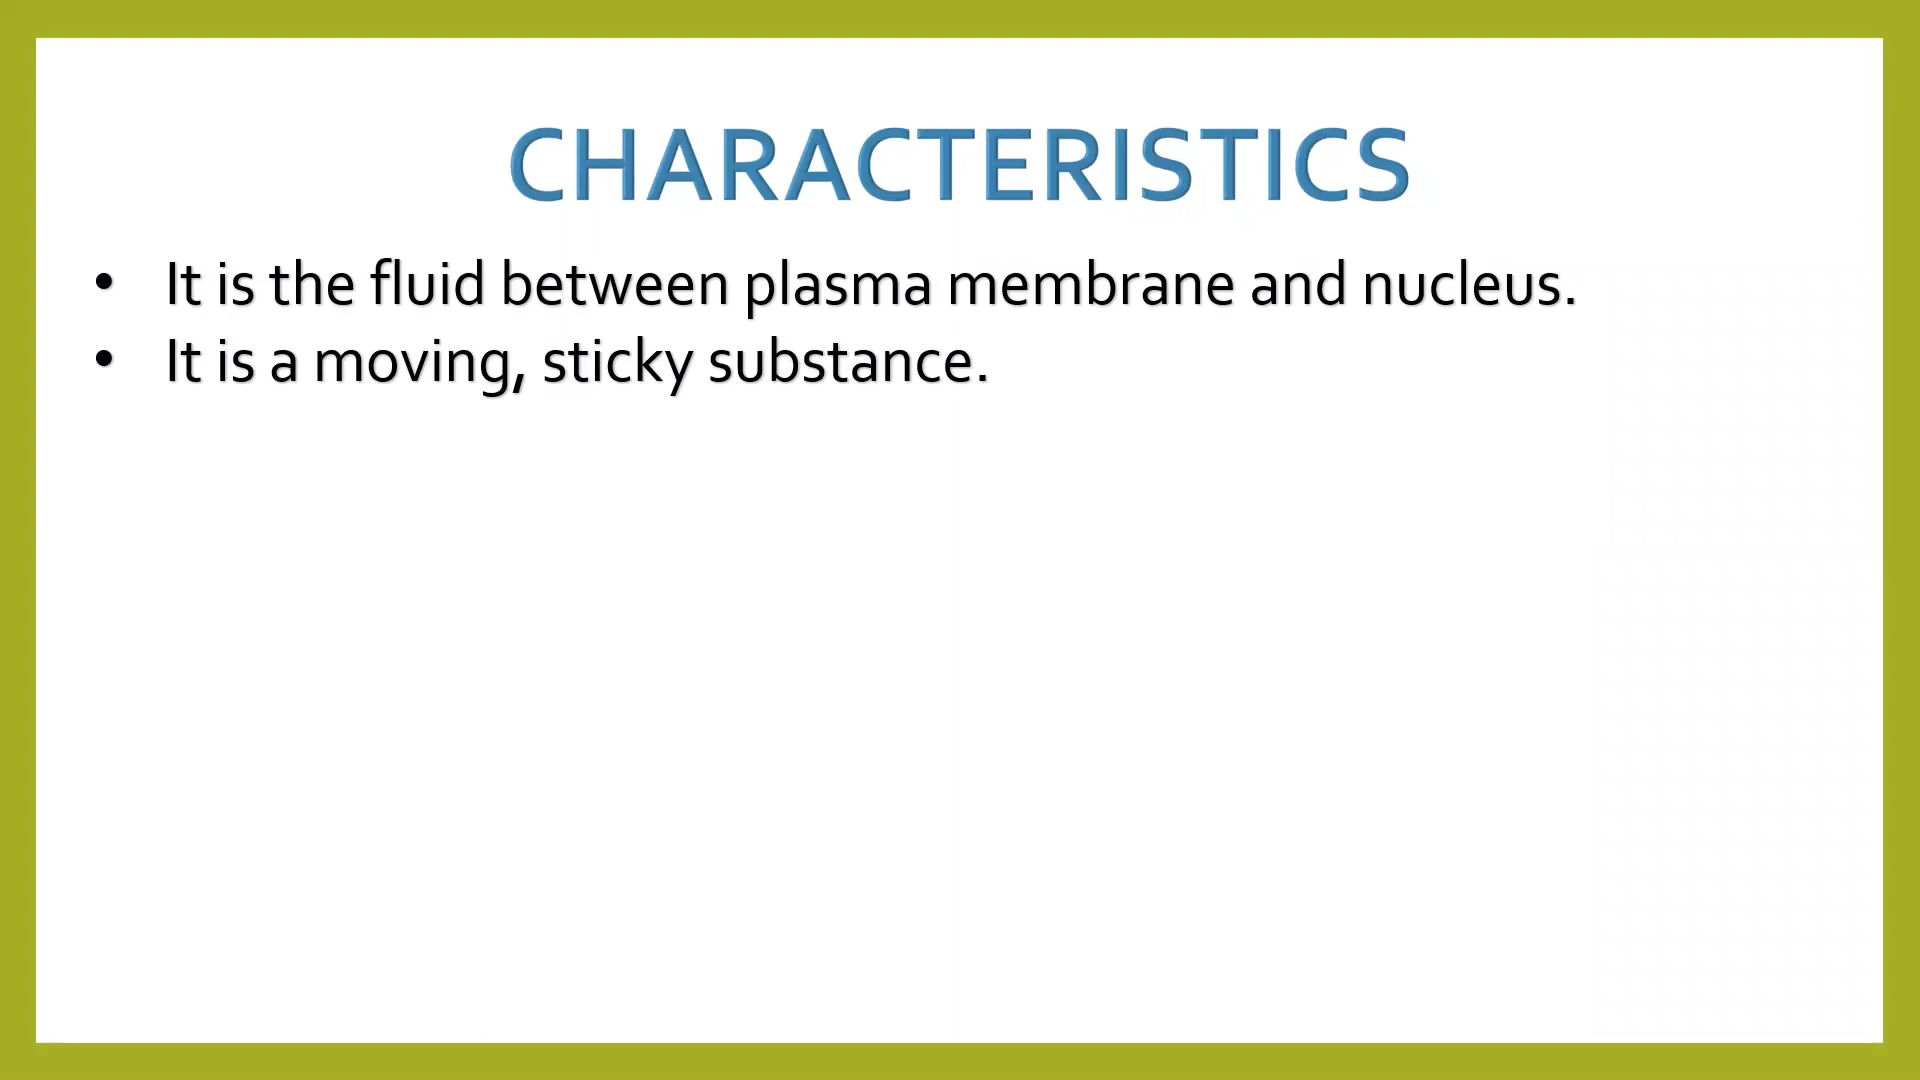 CHARACTERISTICS
• It is the fluid between plasma membrane and nucleus.
• It is a moving, sticky substance.